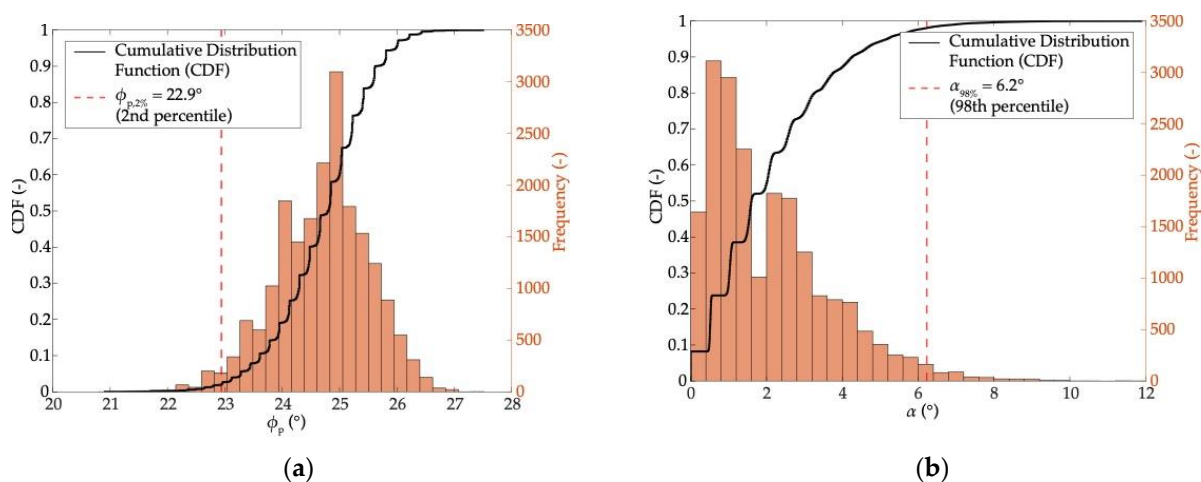 1
0.9
0.8
0.7
0.6
0.5
0.4
0.3
0.2
0.1
0
CDF (-)
Cumulative Distribution
Function (CDF)
ϕp,2% = 22.9°
(2nd percentile)
3500
3000
2500
2000
1500
1000
500
0
Frequency (-)
20 21 22 23 24 25 26 27 28
ϕp (°)
(a)
1
0.9
0.8
0.7
0.6
0.5
0.4
0.3
0.2
0.1
0
CDF (-)
Cumulative Distribution
Function (CDF)
α98% = 6.2°
(98th percentile)
3500
3000
2500
2000
1500
1000
500
0
Frequency (-)
0 2 4 6 8 10 12
α (°)
(b)